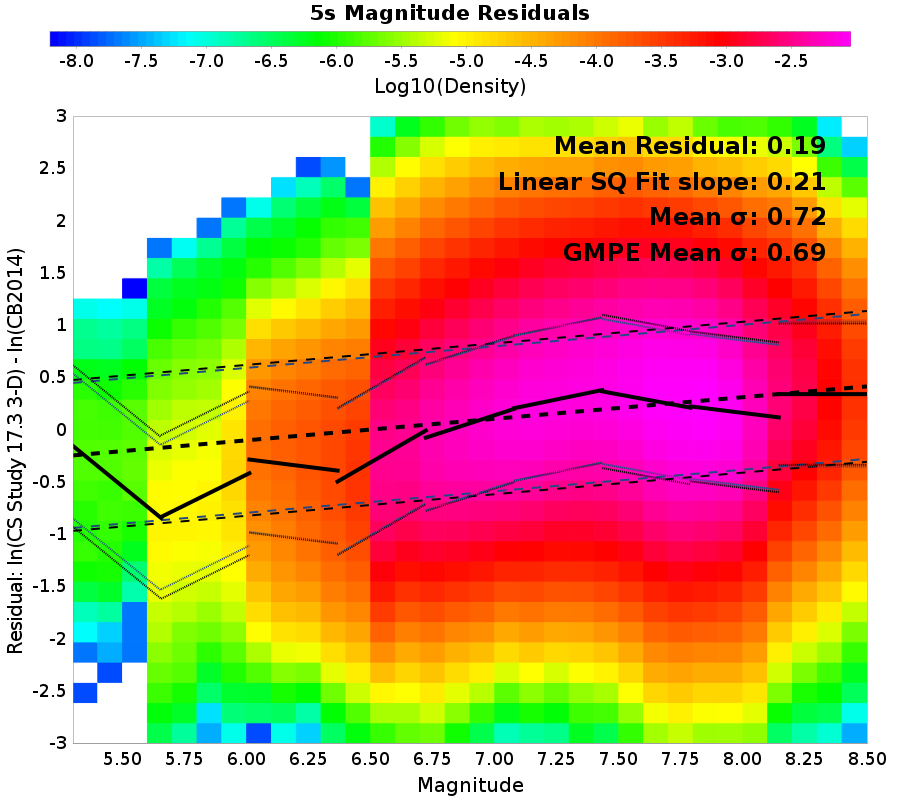 5s Magnitude Residuals
-8.0 -7.5 -7.0 -6.5 -6.0 -5.5 -5.0 -4.5 -4.0 -3.5 -3.0 -2.5
Log10(Density)
Mean Residual: 0.19
Linear SQ Fit slope: 0.21
Mean σ: 0.72
GMPE Mean σ: 0.69
Residual: ln(CS Study 17.3 3-D) - ln(CB2014)
3
2.5
2
1.5
1
0.5
0
-0.5
-1
-1.5
-2
-2.5
-3
5.50 5.75 6.00 6.25 6.50 6.75 7.00 7.25 7.50 7.75 8.00 8.25 8.50
Magnitude